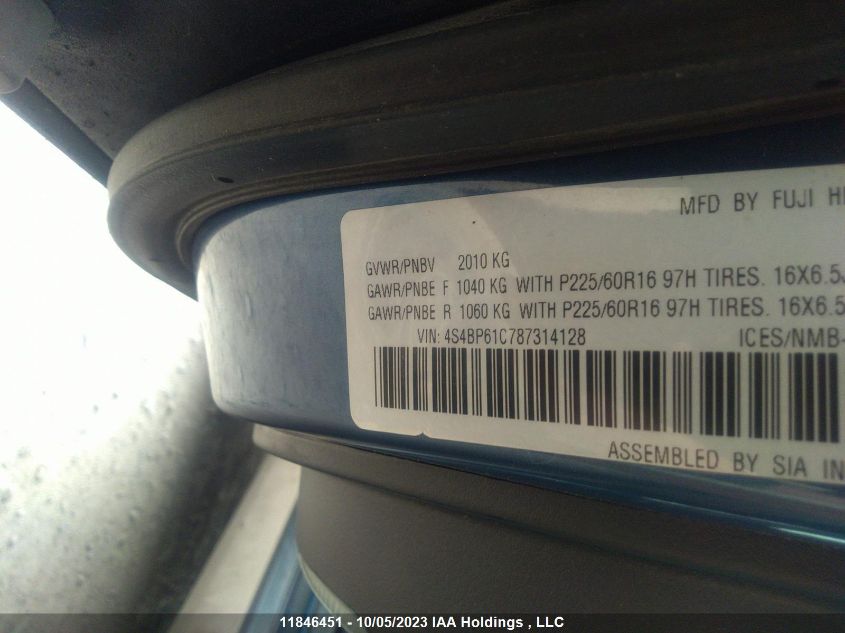 MFD BY FUJI
GVWR/PNBV 2010 KG
GAWR/PNBE F 1040 KG WITH P225/60R16 97H TIRES. 16X6.5J
GAWR/PNBE R 1060 KG WITH P225/60R16 97H TIRES. 16X6.5
VIN: 4S4BP61C787314128 ICES/NMB-
ASSEMBLED BY SIA IN
11846451 - 10/05/2023 IAA Holdings , LLC